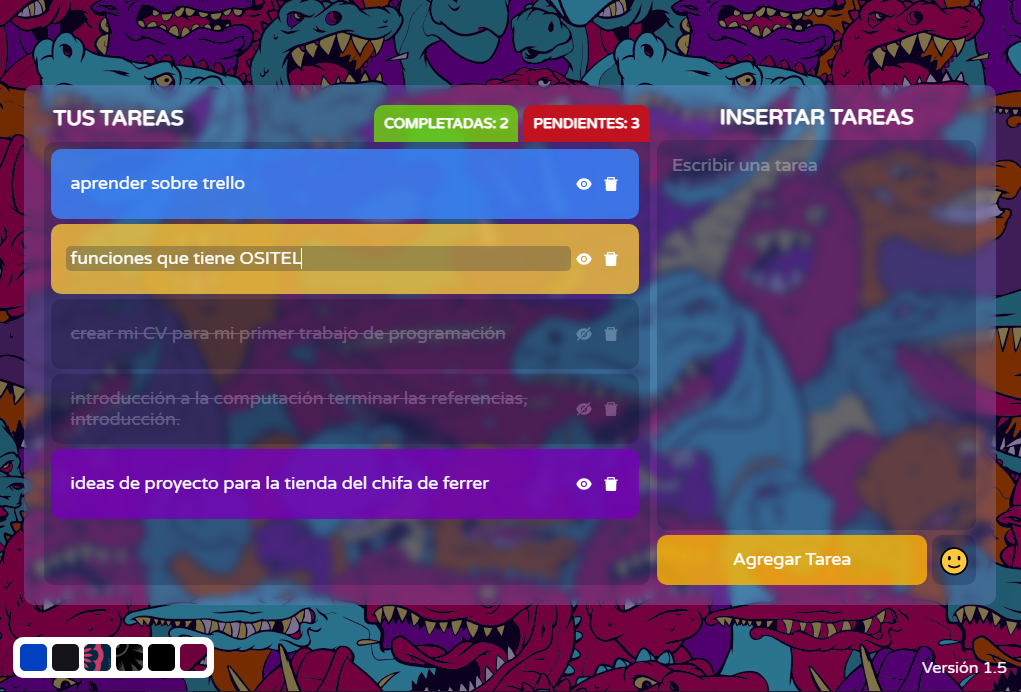 TUS TAREAS
COMPLETADAS: 2
PENDIENTES: 3
INSERTAR TAREAS
aprender sobre trello
funciones que tiene OSITEL
crear mi CV para mi primer trabajo de programación
introducción a la computación terminar las referencias,
introducción.
ideas de proyecto para la tienda del chifa de ferrer
Escribir una tarea
Agregar Tarea
Versión 1.5